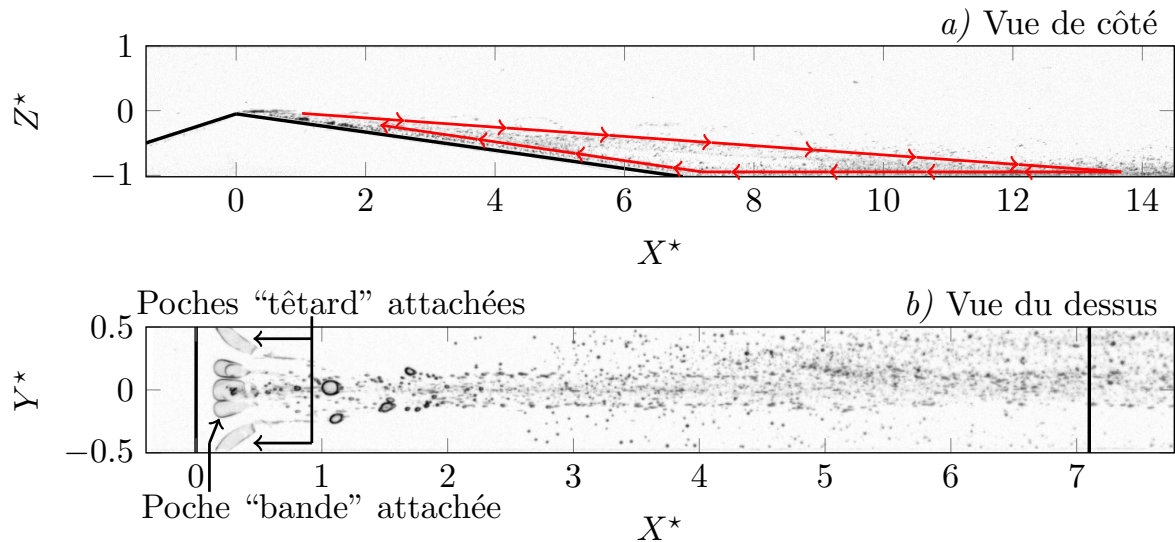 a) Vue de côté
1
0
−1
Z⋆
0 2 4 6 8 10 12 14
X⋆
Poches “têtard” attachées
b) Vue du dessus
0.5
0
−0.5
Y⋆
0 1 2 3 4 5 6 7
Poche “bande” attachée
X⋆